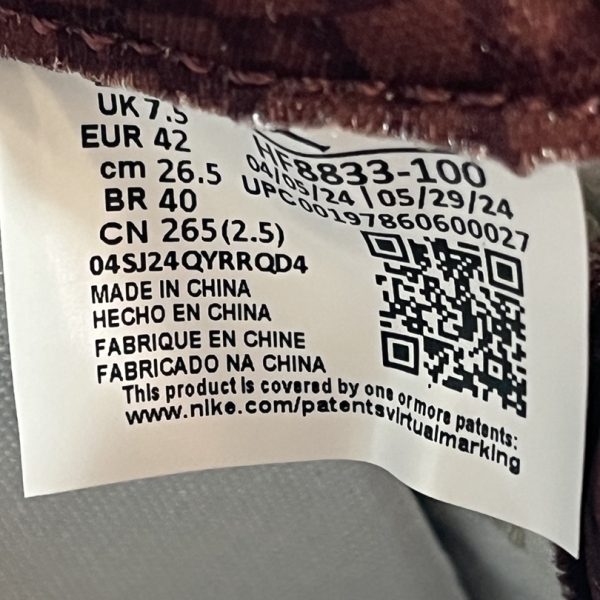 UK 7.5
EUR 42
cm 26.5
BR 40
CN 265(2.5)
04SJ24QYRRQD4
MADE IN CHINA
HECHO EN CHINA
FABRIQUE EN CHINE
FABRICADO NA CHINA
HF8833-100
04/05/24 \ 05/29/24
UPC00197860600027
This product is covered by one or more patents:
www.nike.com/patentsvirtualmarking